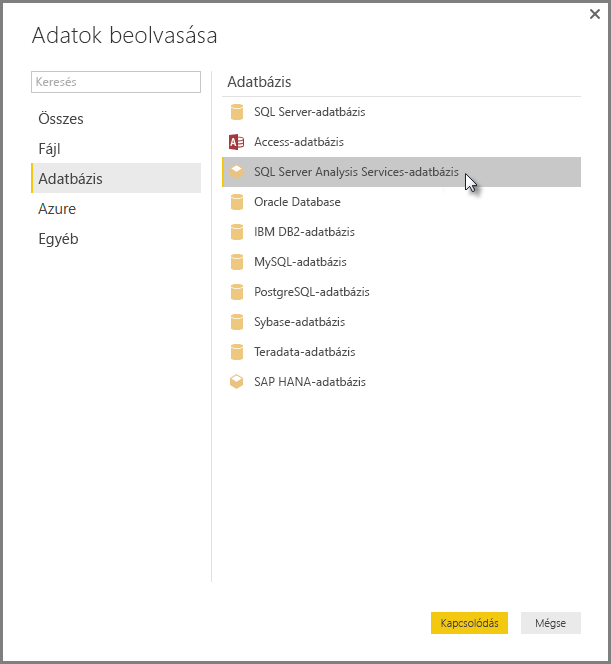 Adatok beolvasása
Keresés
Összes
Fájl
Adatbázis
Azure
Egyéb
Adatbázis
SQL Server-adatbázis
Access-adatbázis
SQL Server Analysis Services-adatbázis
Oracle Database
IBM DB2-adatbázis
MySQL-adatbázis
PostgreSQL-adatbázis
Sybase-adatbázis
Teradata-adatbázis
SAP HANA-adatbázis
Kapcsolódás
Mégse